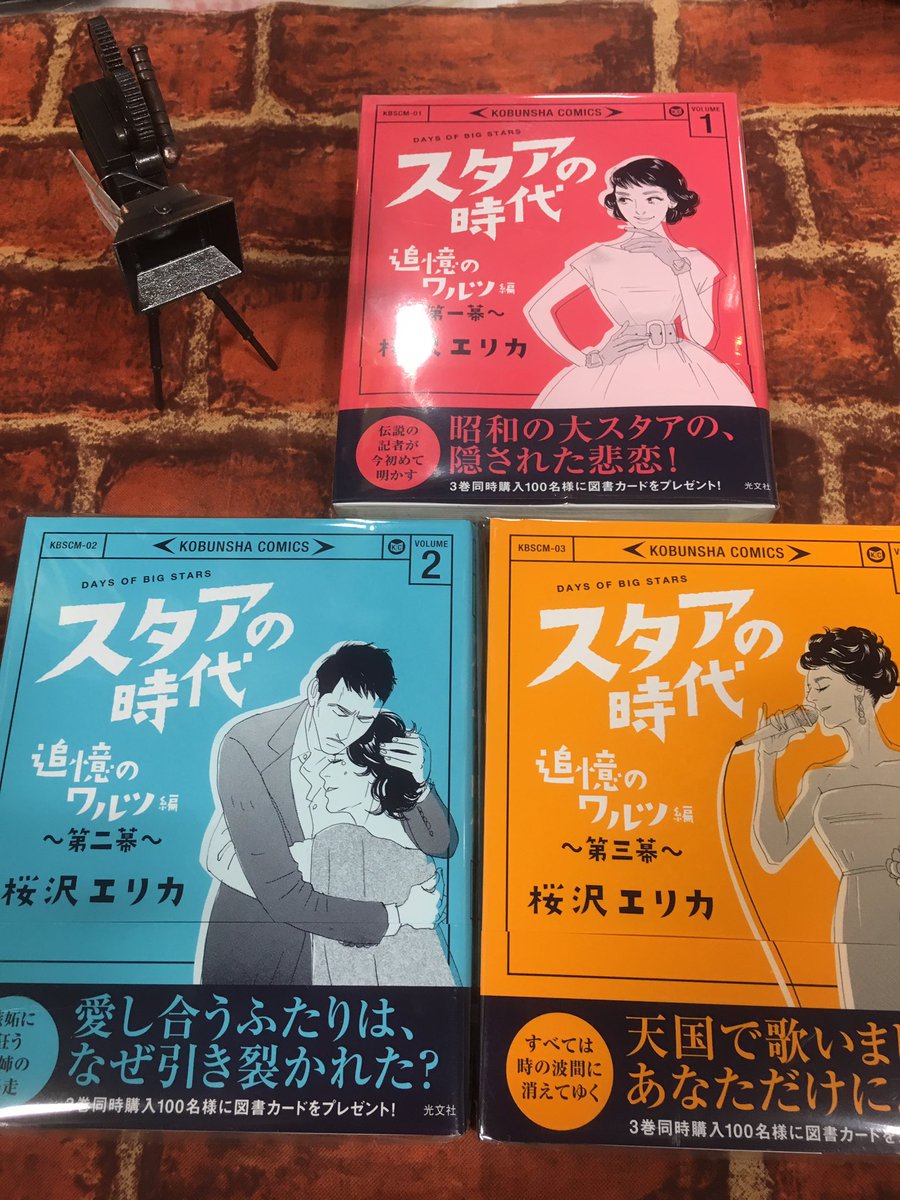 KBSCM-01
KOBUNSHA COMICS
VOLUME
1
DAYS OF BIG STARS
スタアの
時代
追憶の
ワルツ編
第一幕〜
沢エリカ
伝説の
記者が
今初めて
明かす
昭和の大スタアの、
隠された悲恋!
3巻同時購入100名様に図書カードをプレゼント!
光文社
KBSCM-02
KOBUNSHA COMICS
KC
VOLUME
2
DAYS OF BIG STARS
スタアの
時代
追憶の
ワルツ編
〜第二幕〜
桜沢エリカ
妬に
狂う
姉の
走
愛し合うふたりは、
なぜ引き裂かれた?
3巻同時購入100名様に図書カードをプレゼント!
光文社
KBSCM-03
KOBUNSHA COMICS
DAYS OF BIG STARS
スタアの
時代
追憶の
ワルツ編
〜第三幕〜
桜沢エリカ
すべては
時の波間に
消えてゆく
天国で歌いま
あなただけに
3巻同時購入100名様に図書カードを